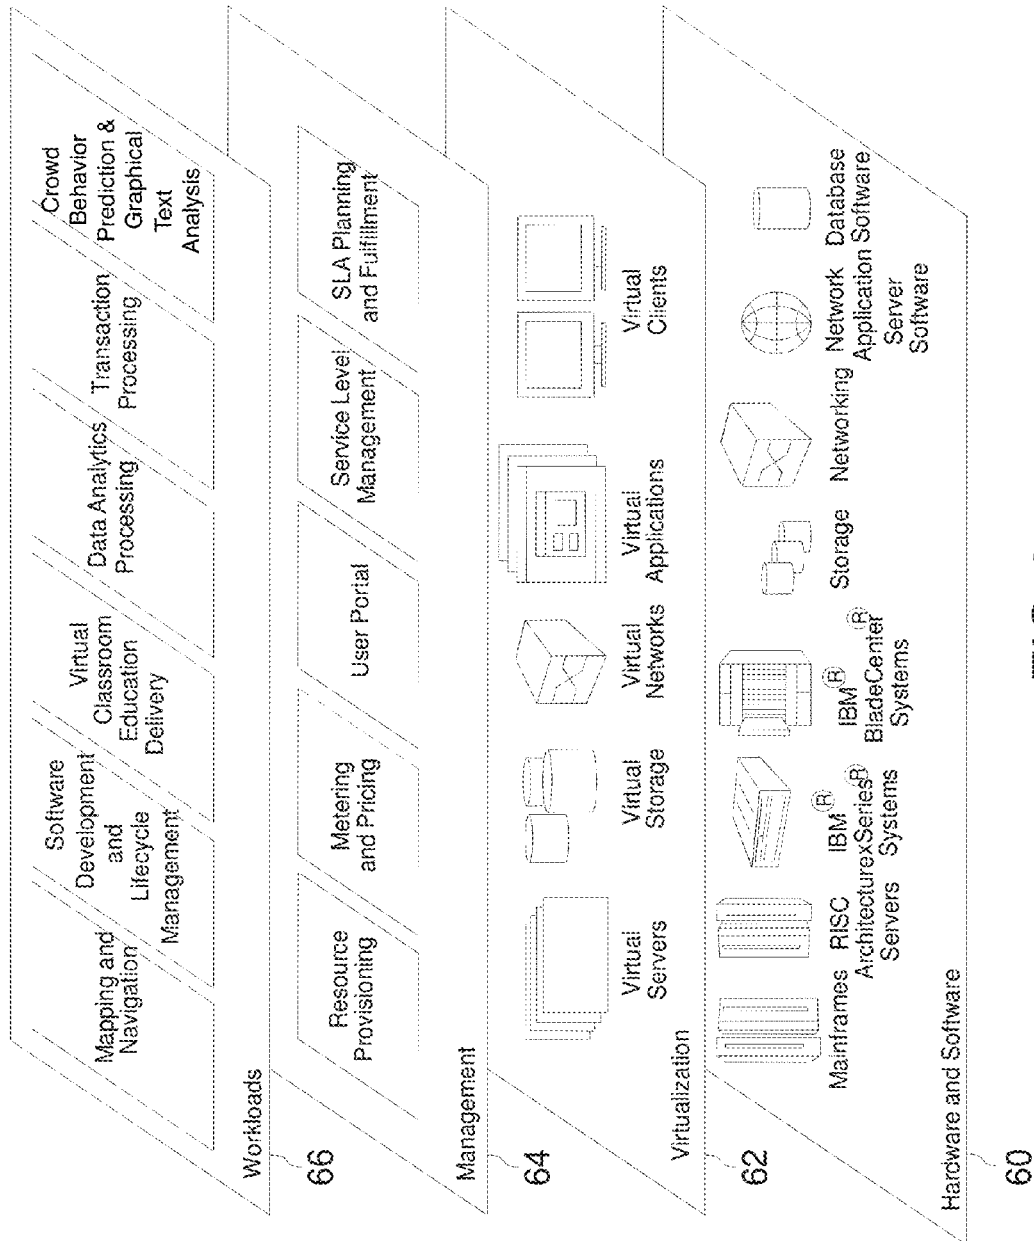 Mapping and
Navigation
Software
Development
and
Lifecycle
Management
Virtual
Classroom
Education
Delivery
Data Analytics
Processing
Transaction
Processing
Crowd
Behavior
Prediction &
Graphical
Text
Analysis
Workloads
66
Resource
Provisioning
Metering
and Pricing
User Portal
Service Level
Management
SLA Planning
and Fulfillment
Management
64
Virtual
Servers
Virtual
Storage
Virtual
Networks
Virtual
Applications
Virtual
Clients
Virtualization
62
Mainframes
RISC
Architecture
Servers
IBM®
xSeries®
Systems
IBM®
BladeCenter®
Systems
Storage
Networking
Network
Application
Server
Software
Database
Software
Hardware and Software
60